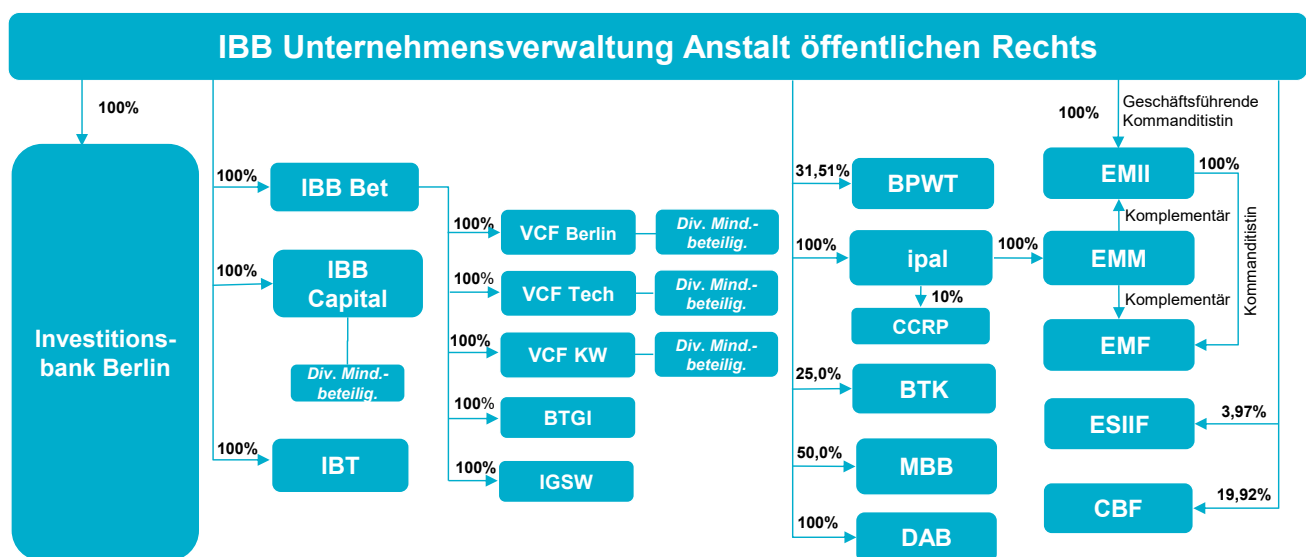 IBB Unternehmensverwaltung Anstalt öffentlichen Rechts
100%
Investitions-
bank Berlin
100%
IBB Bet
100%
IBB
Capital
Div. Mind.-
beteilig.
100%
IBT
100%
VCF Berlin
Div. Mind.-
beteilig.
100%
VCF Tech
Div. Mind.-
beteilig.
100%
VCF KW
Div. Mind.-
beteilig.
100%
BTGI
100%
IGSW
31,51%
BPWT
100%
ipal
10%
CCRP
25,0%
BTK
50,0%
MBB
100%
DAB
100%
Geschäftsführende
Kommanditistin
100%
EMII
100%
Komplementär
EMM
Komplementär
EMF
Kommanditistin
3,97%
ESIIF
19,92%
CBF